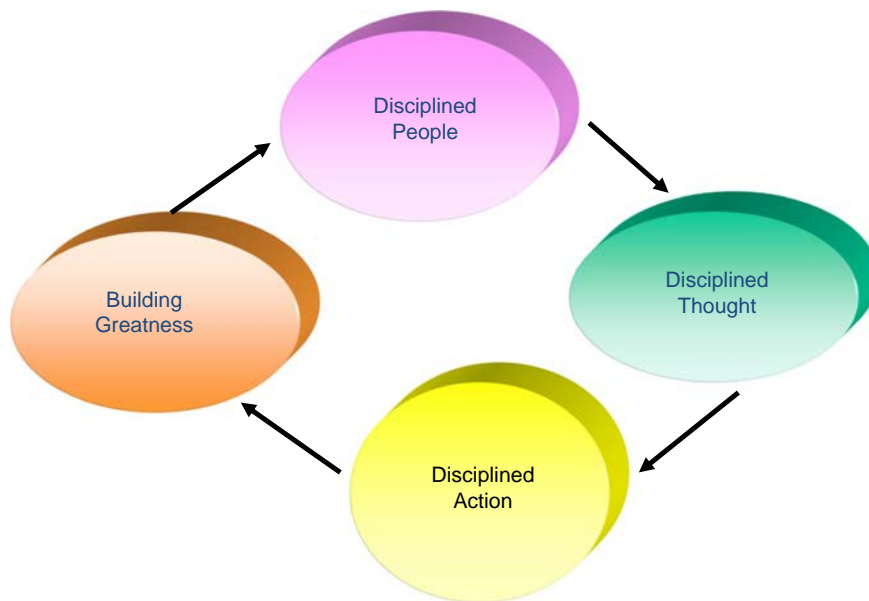 Disciplined
People
Disciplined
Thought
Building
Greatness
Disciplined
Action